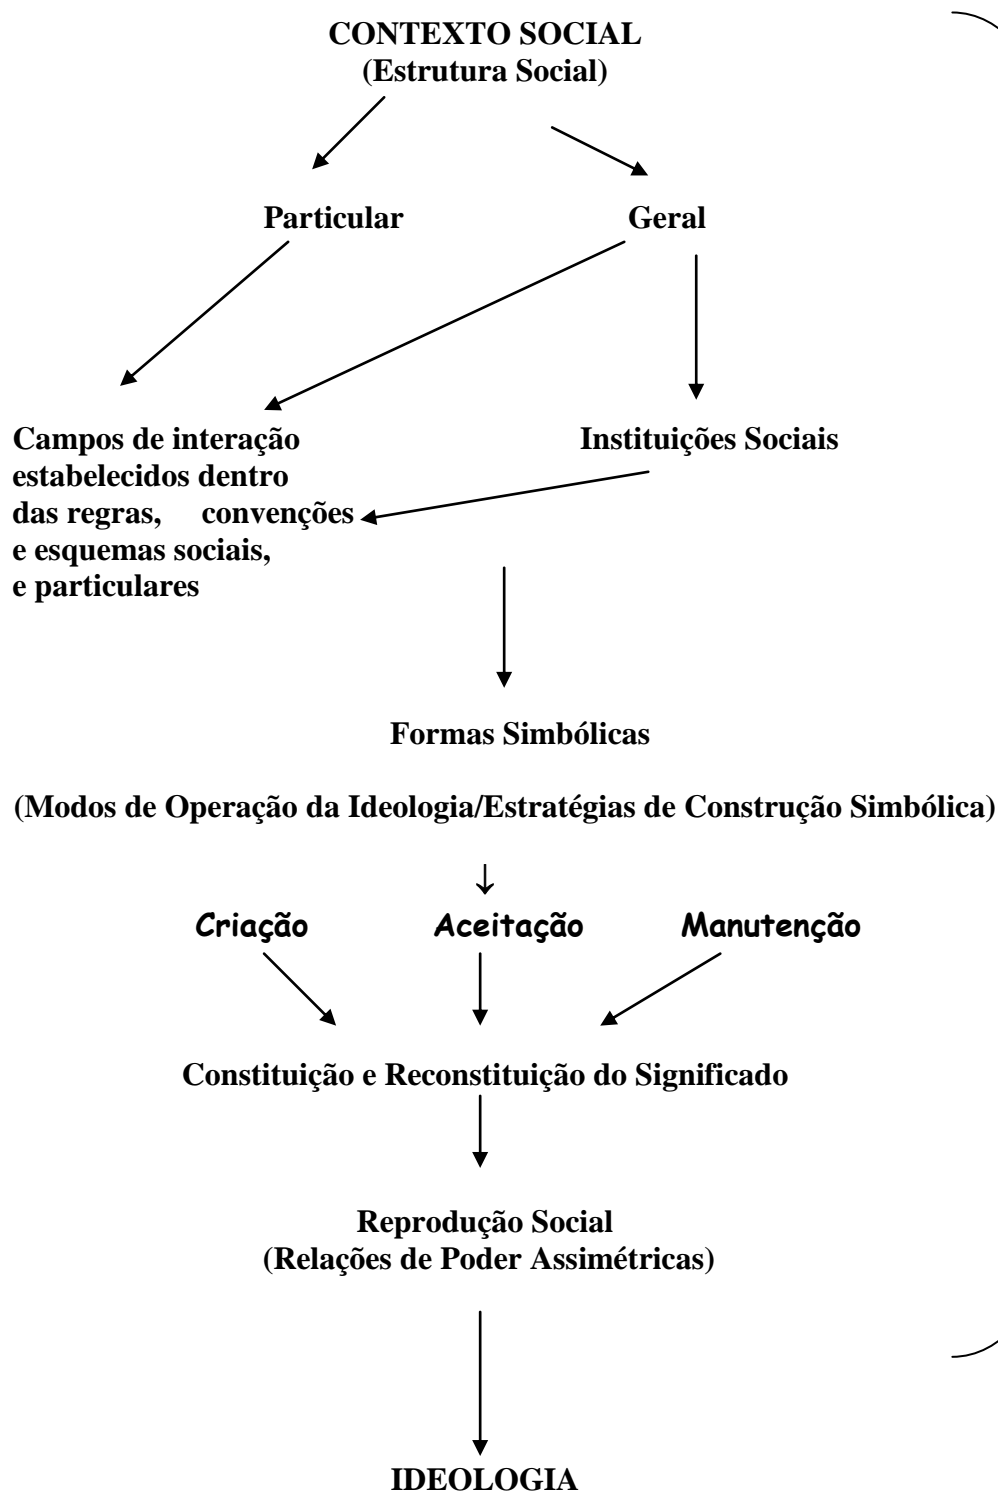 CONTEXTO SOCIAL
(Estrutura Social)
Particular
Geral
Campos de interação
estabelecidos dentro
das regras, convenções
e esquemas sociais,
e particulares
Instituições Sociais
Formas Simbólicas
(Modos de Operação da Ideologia/Estratégias de Construção Simbólica)
Criação
Aceitação
Manutenção
Constituição e Reconstituição do Significado
Reprodução Social
(Relações de Poder Assimétricas)
IDEOLOGIA